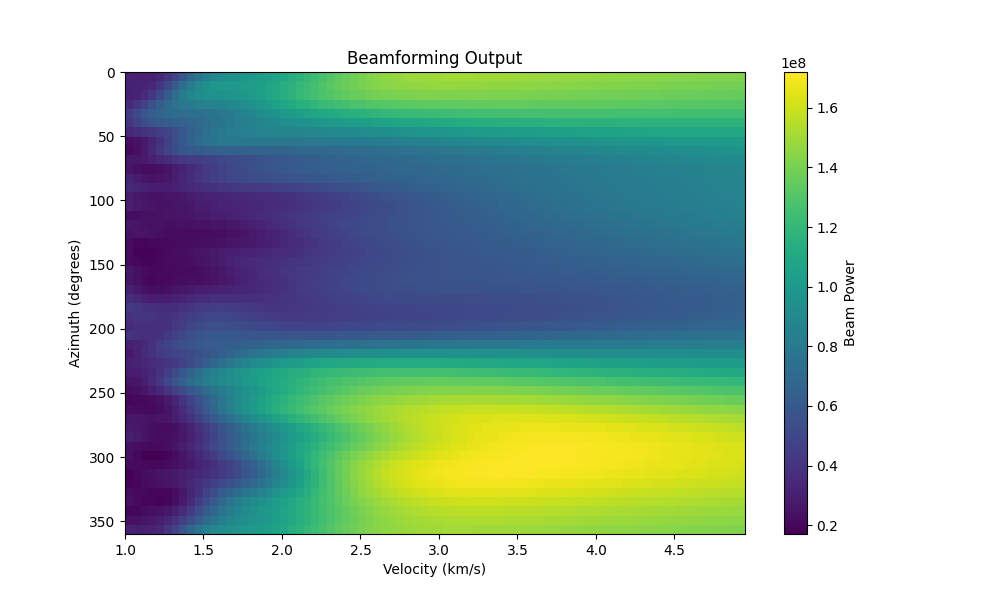 Beamforming Output
1e8
0
50
100
150
200
250
300
350
Azimuth (degrees)
1.0 1.5 2.0 2.5 3.0 3.5 4.0 4.5
Velocity (km/s)
1.6
1.4
1.2
1.0
0.8
0.6
0.4
0.2
Beam Power